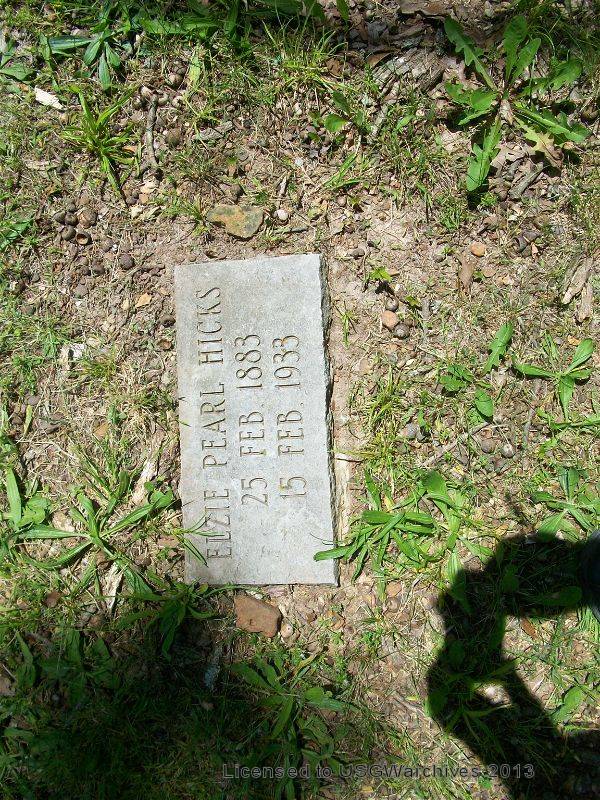 ELZIE PEARL HICKS
25 FEB. 1883
15 FEB. 1933
Licensed to USGWarchives 2013